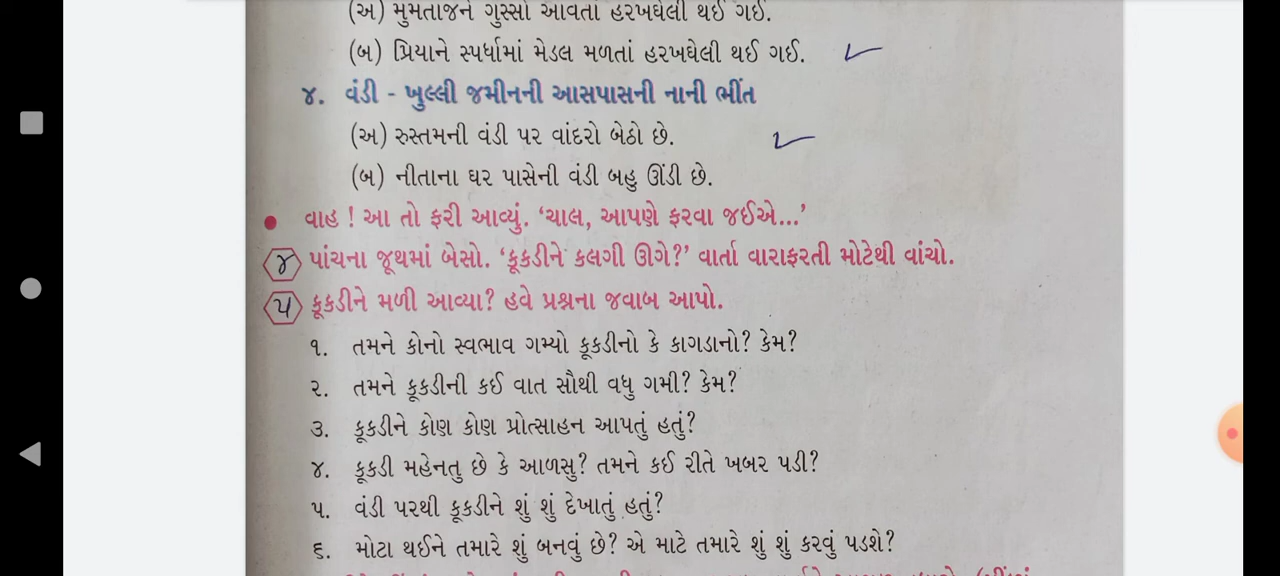 (અ) મુમતાજને ગુસ્સો આવતાં હરખઘેલી થઈ ગઈ.
(બ) પ્રિયાને સ્પર્ધામાં મેડલ મળતાં હરખઘેલી થઈ ગઈ.
૪. વંડી - ખુલ્લી જમીનની આસપાસની નાની ભીંત
(અ) રુસ્તમની વંડી પર વાંદરો બેઠો છે.
(બ) નીતાના ઘર પાસેની વંડી બહુ ઊંડી છે.
• વાહ ! આ તો ફરી આવ્યું. ‘ચાલ, આપણે ફરવા જઈએ...’
૪ પાંચના જૂથમાં બેસો. ‘કૂકડીને કલગી ઊગે?’ વાર્તા વારાફરતી મોટેથી વાંચો.
૫ કૂકડીને મળી આવ્યા? હવે પ્રશ્નના જવાબ આપો.
૧. તમને કોનો સ્વભાવ ગમ્યો કૂકડીનો કે કાગડાનો? કેમ?
૨. તમને કૂકડીની કઈ વાત સૌથી વધુ ગમી? કેમ?
૩. કૂકડીને કોણ કોણ પ્રોત્સાહન આપતું હતું?
૪. કૂકડી મહેનતુ છે કે આળસુ? તમને કઈ રીતે ખબર પડી?
૫. વંડી પરથી કૂકડીને શું શું દેખાતું હતું?
૬. મોટા થઈને તમારે શું બનવું છે? એ માટે તમારે શું શું કરવું પડશે?